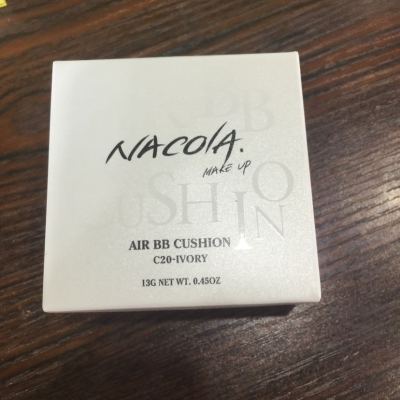 NACOLA.
MAKE UP
AIR BB CUSHION
C20-IVORY
13G NET WT. 0.45OZ